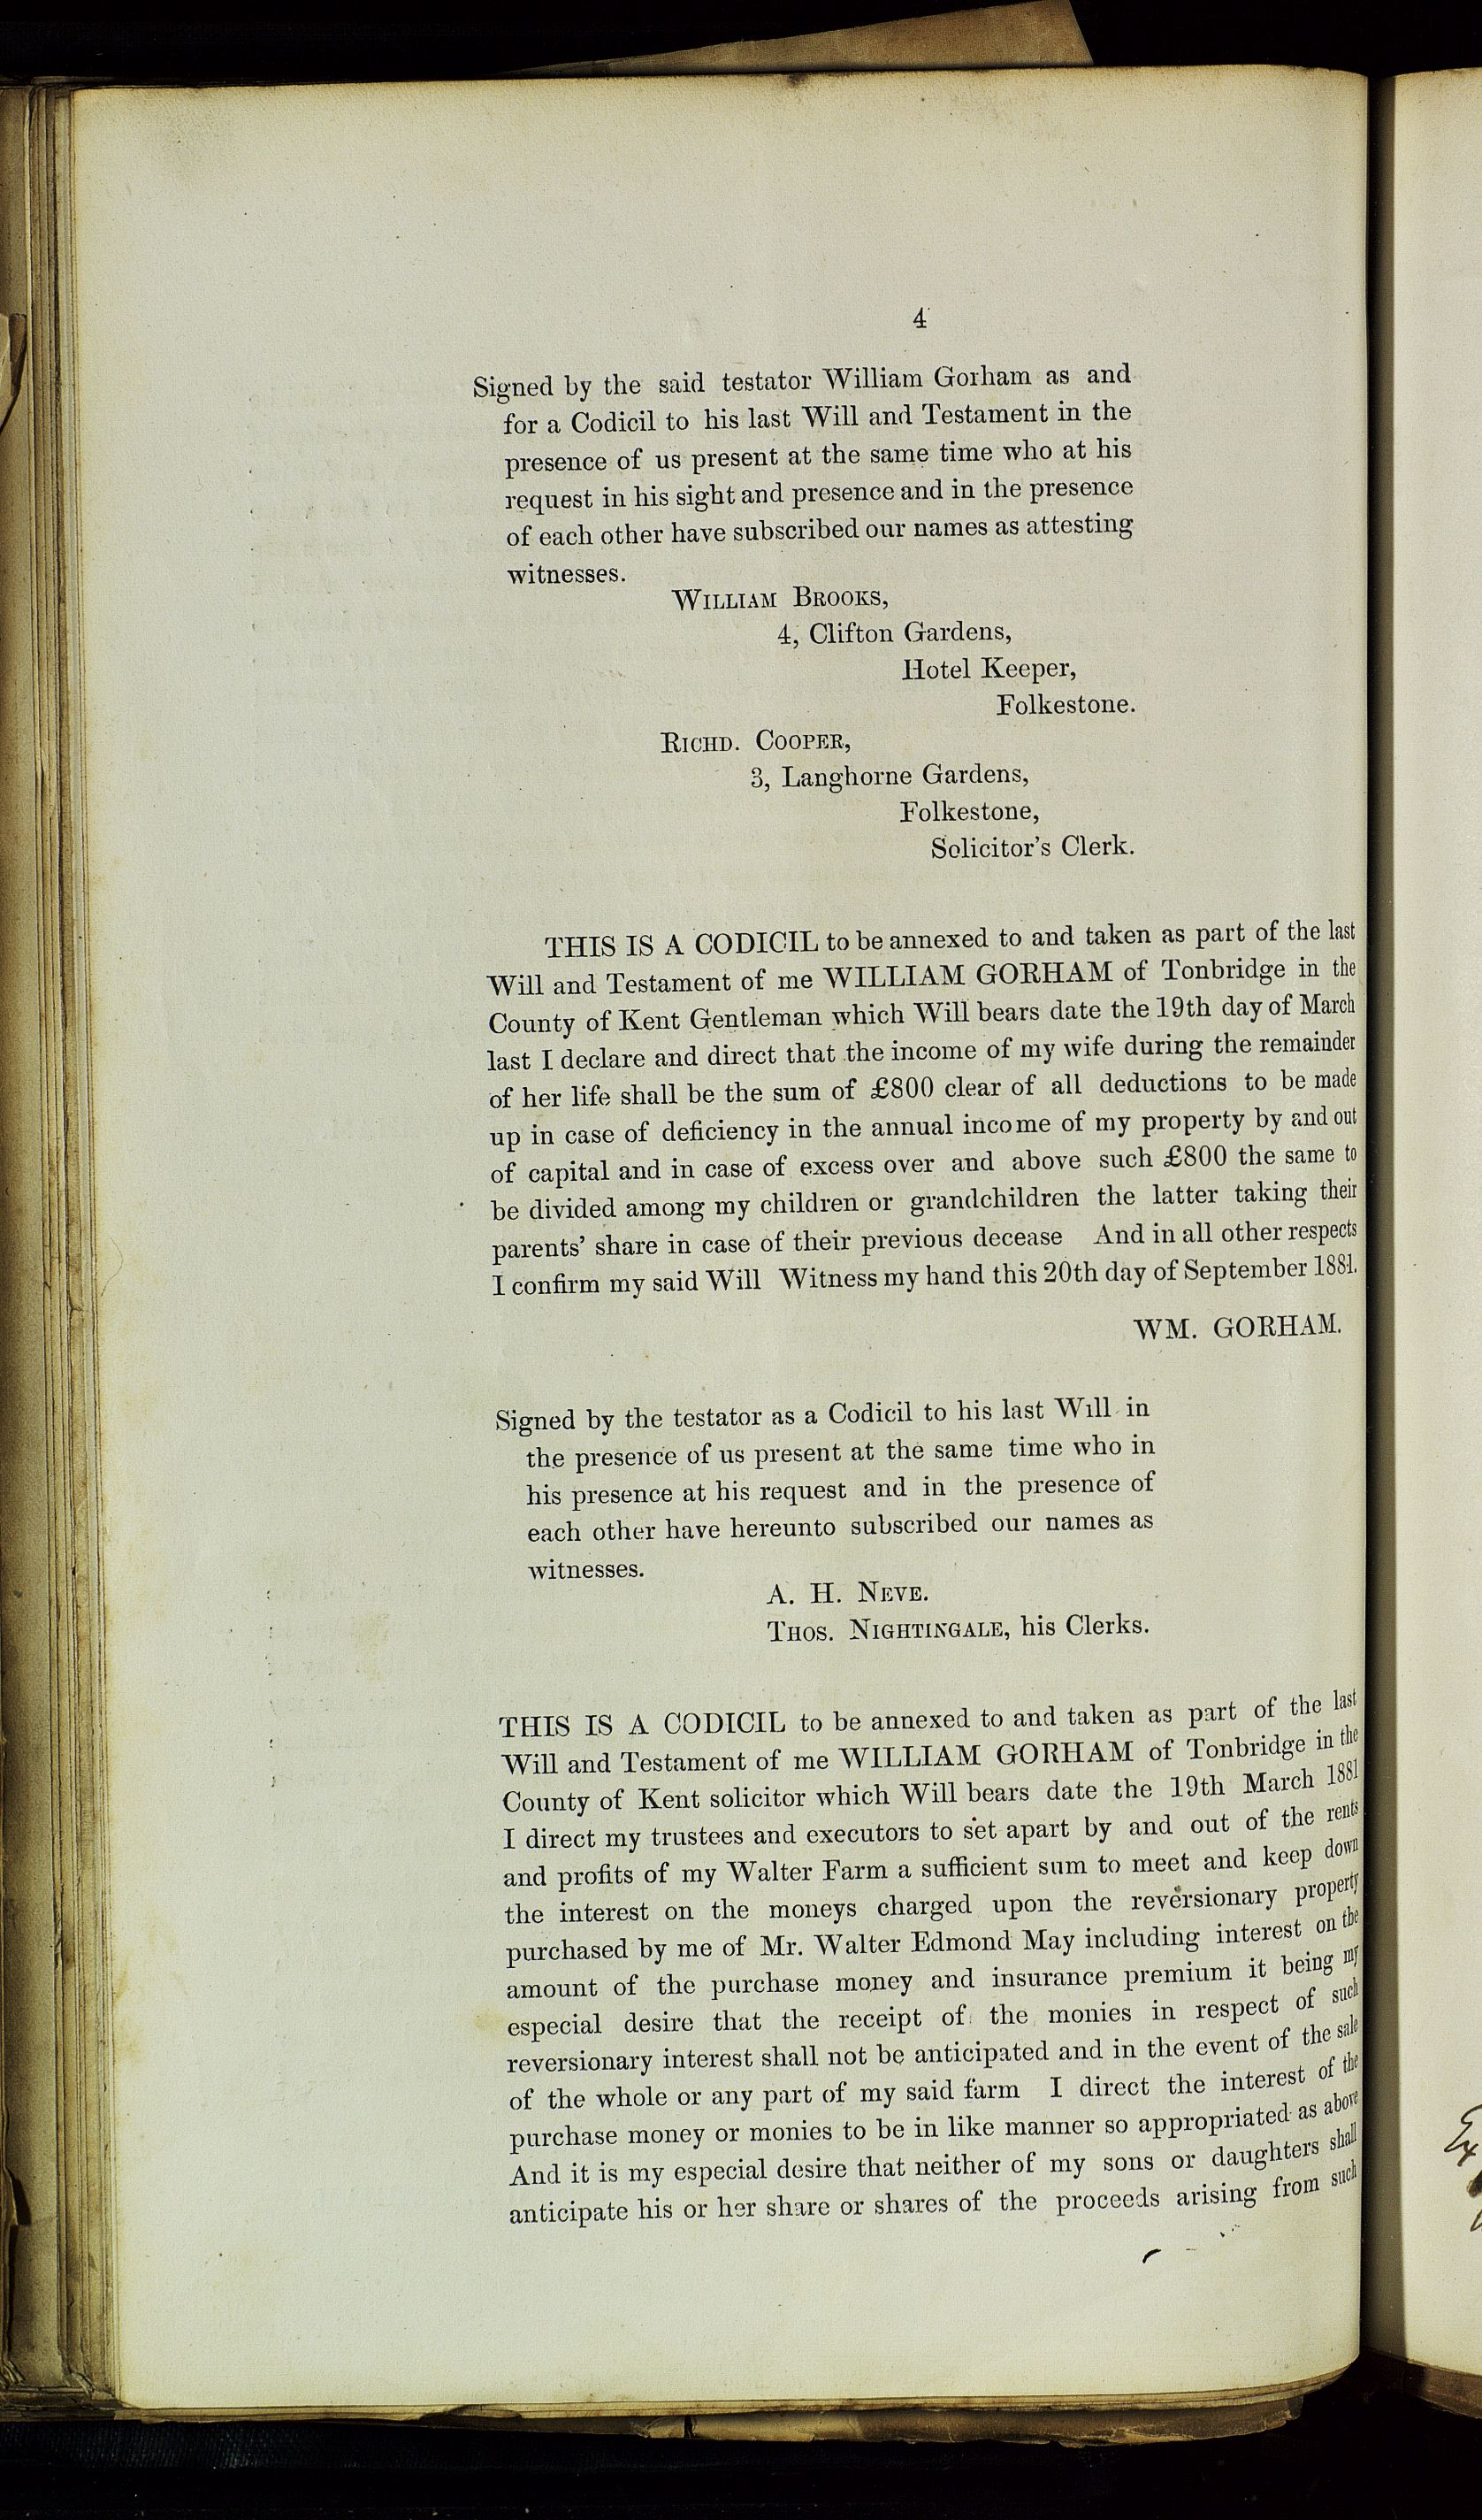 4
Signed by the said testator William Gorham as and
for a Codicil to his last Will and Testament in the
presence of us present at the same time who at his
request in his sight and presence and in the presence
of each other have subscribed our names as attesting
witnesses.
WILLIAM BROOKS,
4, Clifton Gardens,
Hotel Keeper,
Folkestone.
RICHD. COOPER,
3, Langhorne Gardens,
Folkestone,
Solicitor's Clerk.
THIS IS A CODICIL to be annexed to and taken as part of the last
Will and Testament of me WILLIAM GORHAM of Tonbridge in the
County of Kent Gentleman which Will bears date the 19th day of March
last I declare and direct that the income of my wife during the remainder
of her life shall be the sum of £800 clear of all deductions to be made
up in case of deficiency in the annual income of my property by and out
of capital and in case of excess over and above such £800 the same to
be divided among my children or grandchildren the latter taking their
parents' share in case of their previous decease And in all other respects
I confirm my said Will Witness my hand this 20th day of September 1881.
WM. GORHAM.
Signed by the testator as a Codicil to his last Will in
the presence of us present at the same time who in
his presence at his request and in the presence of
each other have hereunto subscribed our names as
witnesses.
A. H. NEVE.
THOS. NIGHTINGALE, his Clerks.
THIS IS A CODICIL to be annexed to and taken as part of the last
Will and Testament of me WILLIAM GORHAM of Tonbridge in the
County of Kent solicitor which Will bears date the 19th March 1881
I direct my trustees and executors to set apart by and out of the rents
and profits of my Walter Farm a sufficient sum to meet and keep down
the interest on the moneys charged upon the reversionary property
purchased by me of Mr. Walter Edmond May including interest on the
amount of the purchase money and insurance premium it being my
especial desire that the receipt of the monies in respect of such
reversionary interest shall not be anticipated and in the event of the sale
of the whole or any part of my said farm I direct the interest of the
purchase money or monies to be in like manner so appropriated as above
And it is my especial desire that neither of my sons or daughters shall
anticipate his or her share or shares of the proceeds arising from such